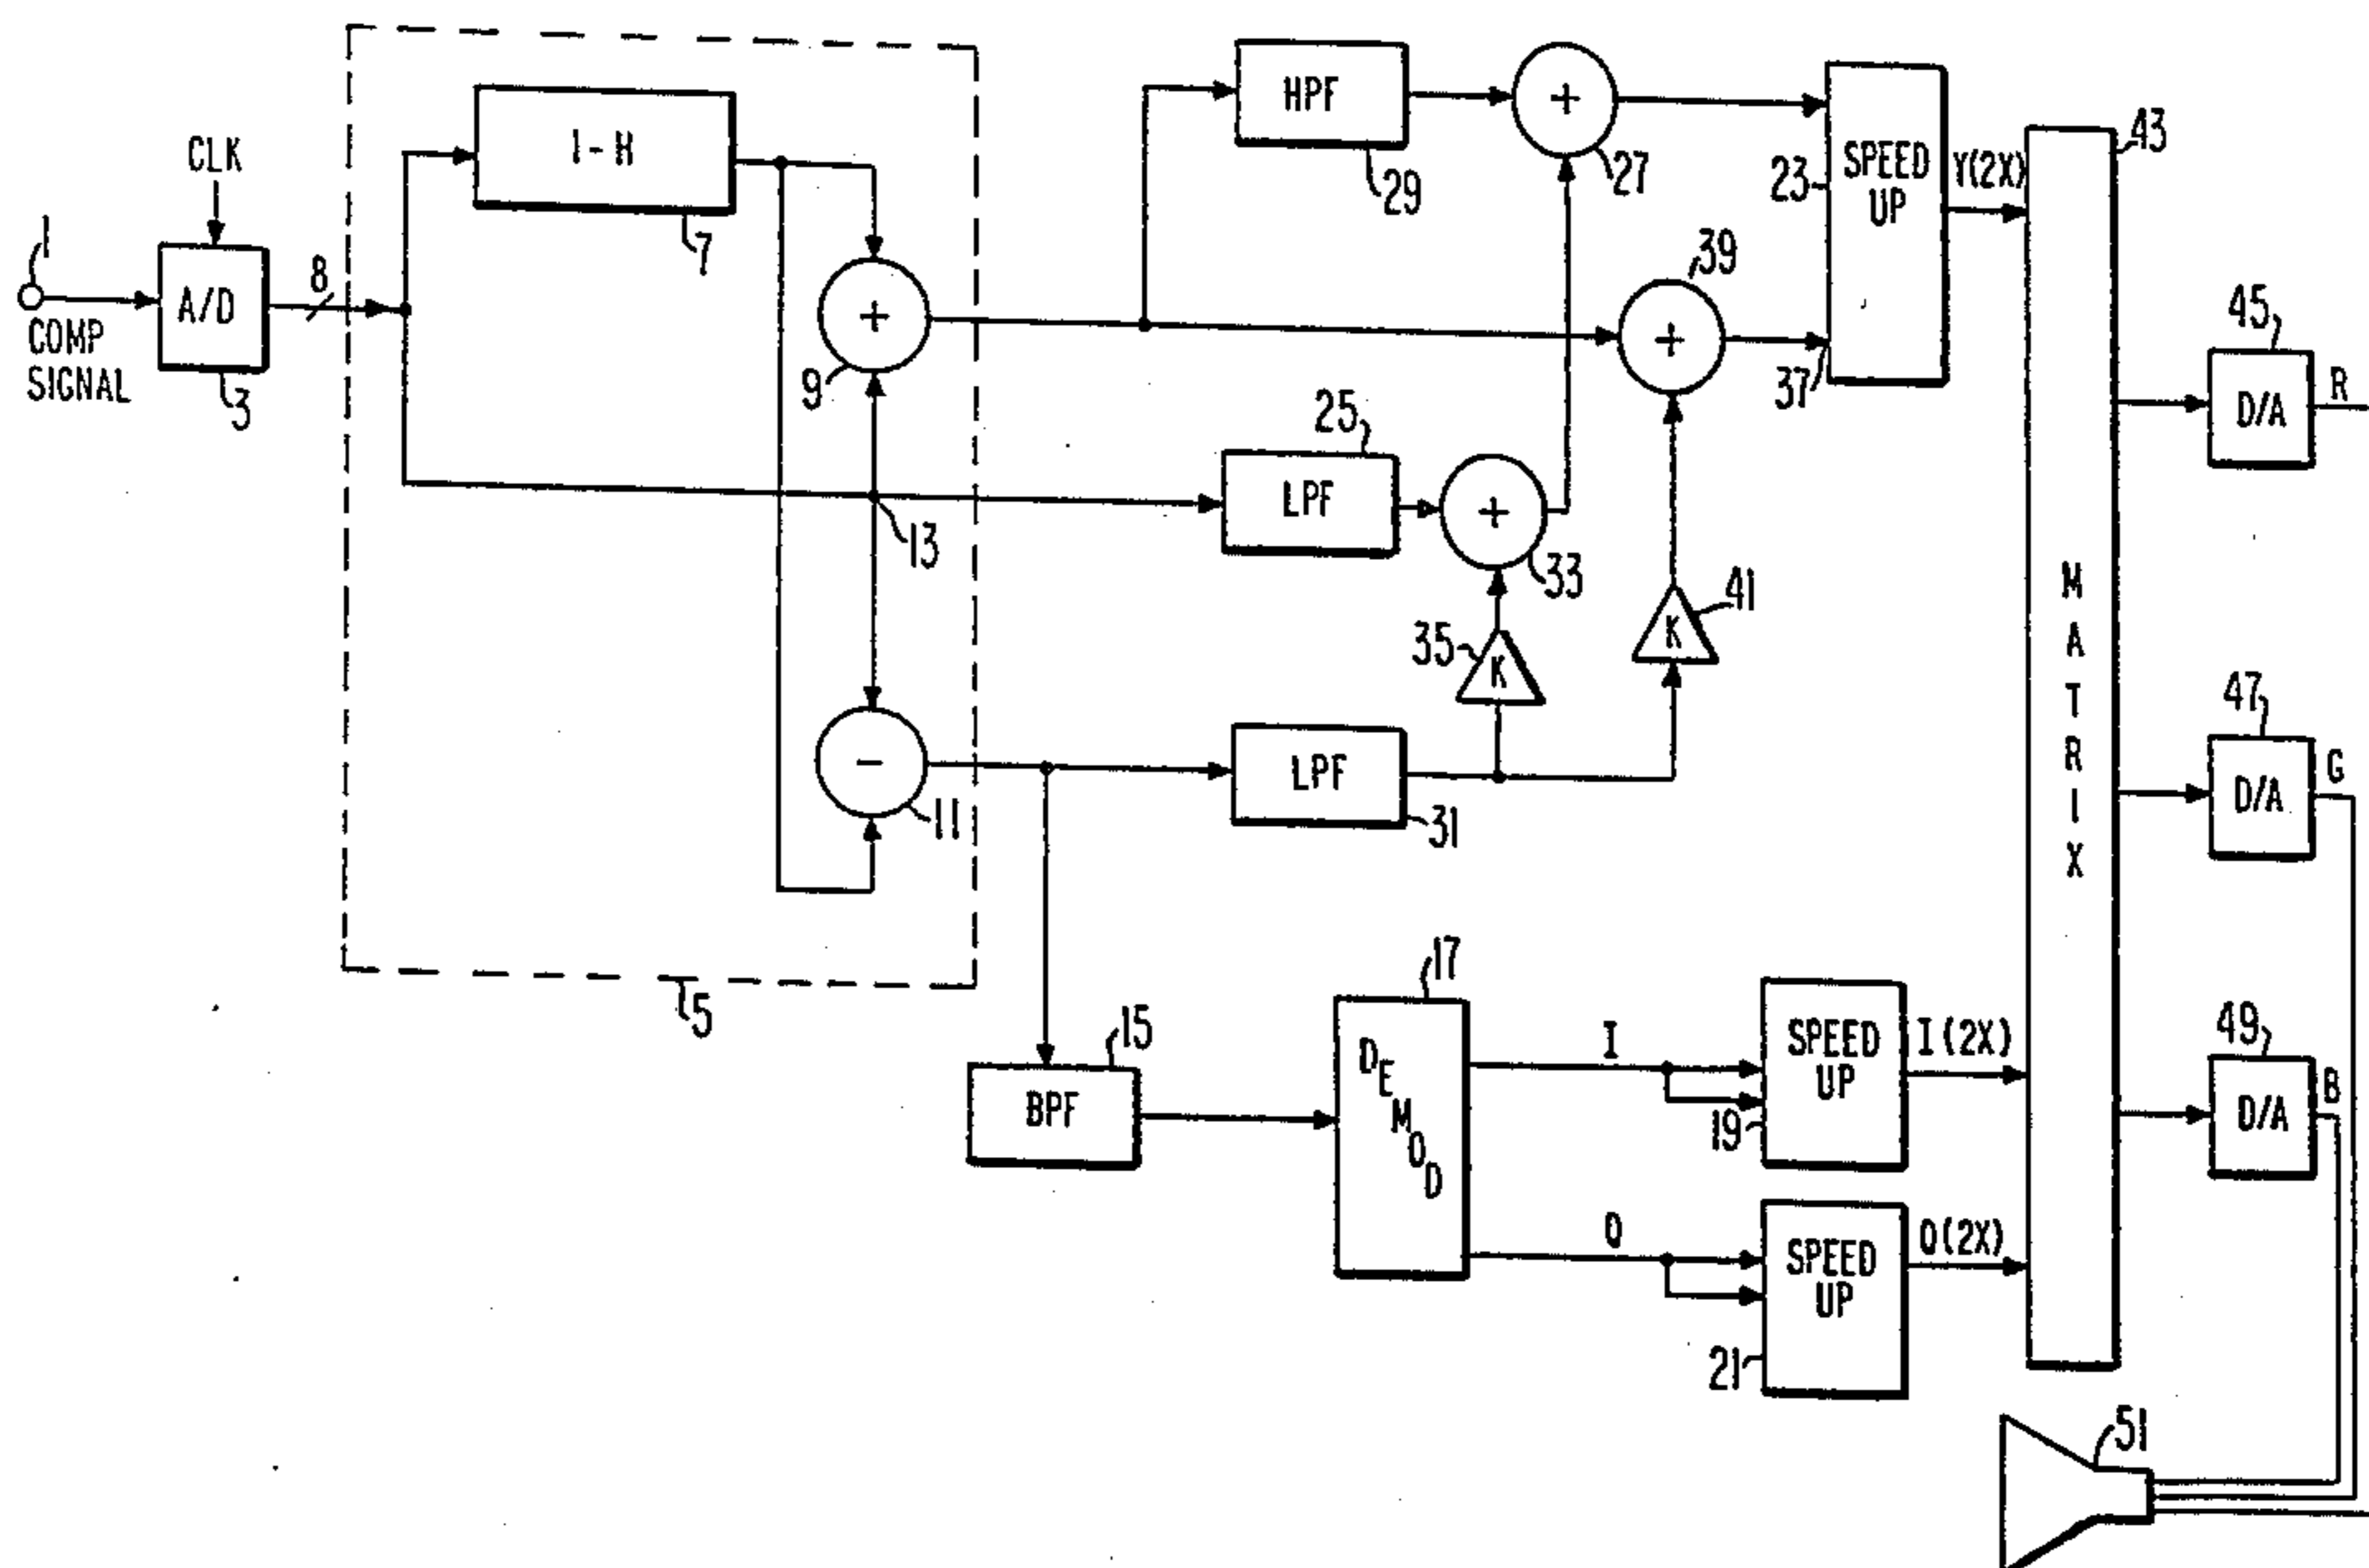 CLK
1
COMP
SIGNAL
A/D
3
8
1-H
7
+
9
13
-
11
5
HPF
29
+
27
LPF
25
+
33
K
35
K
41
+
39
37
LPF
31
23
SPEED
UP
Y(2X)
BPF
15
DEMOD
17
I
Q
19
SPEED
UP
I(2X)
21
SPEED
UP
Q(2X)
MATRIX
43
45
D/A
R
47
D/A
G
49
D/A
B
51